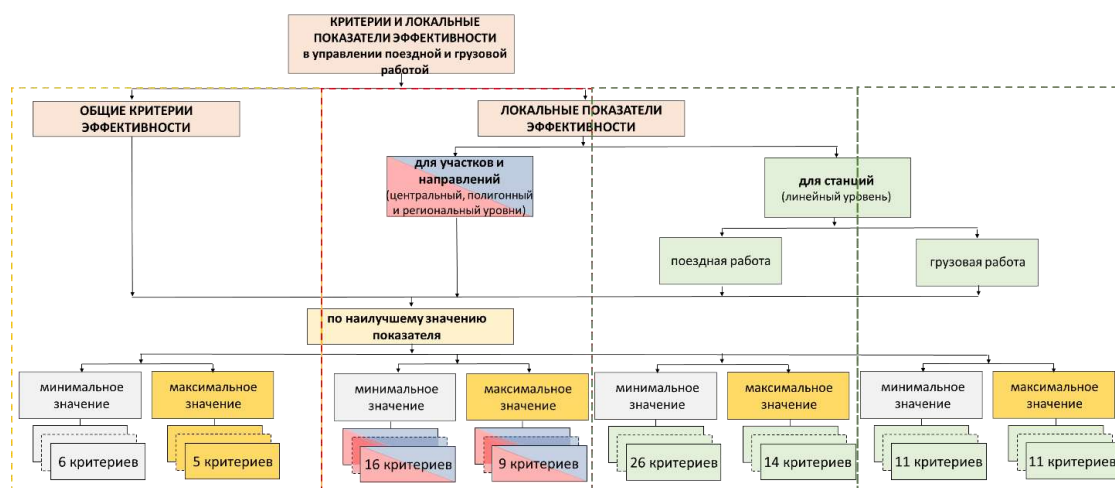 КРИТЕРИИ И ЛОКАЛЬНЫЕ
ПОКАЗАТЕЛИ ЭФФЕКТИВНОСТИ
в управлении поездной и грузовой
работой
ОБЩИЕ КРИТЕРИИ
ЭФФЕКТИВНОСТИ
ЛОКАЛЬНЫЕ ПОКАЗАТЕЛИ
ЭФФЕКТИВНОСТИ
для участков и
направлений
(центральный, полигонный
и региональный уровни)
для станций
(линейный уровень)
поездная работа
грузовая работа
по наилучшему значению
показателя
минимальное
значение
максимальное
значение
минимальное
значение
максимальное
значение
минимальное
значение
максимальное
значение
минимальное
значение
максимальное
значение
6 критериев
5 критериев
16 критериев
9 критериев
26 критериев
14 критериев
11 критериев
11 критериев